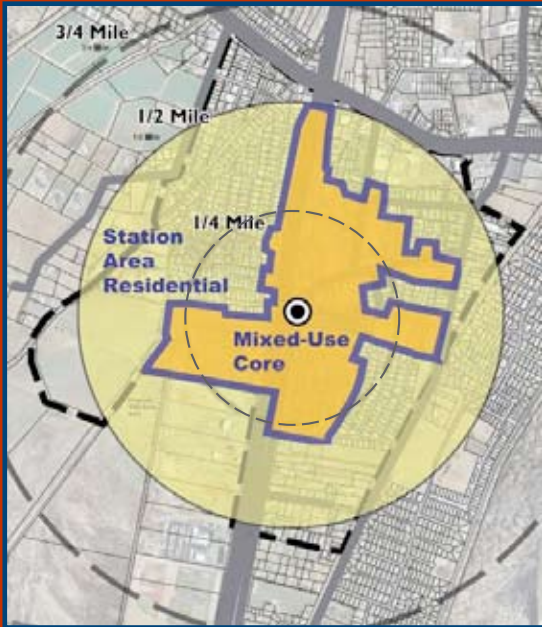 3/4 Mile
1/2 Mile
1/4 Mile
Station
Area
Residential
Mixed-Use
Core